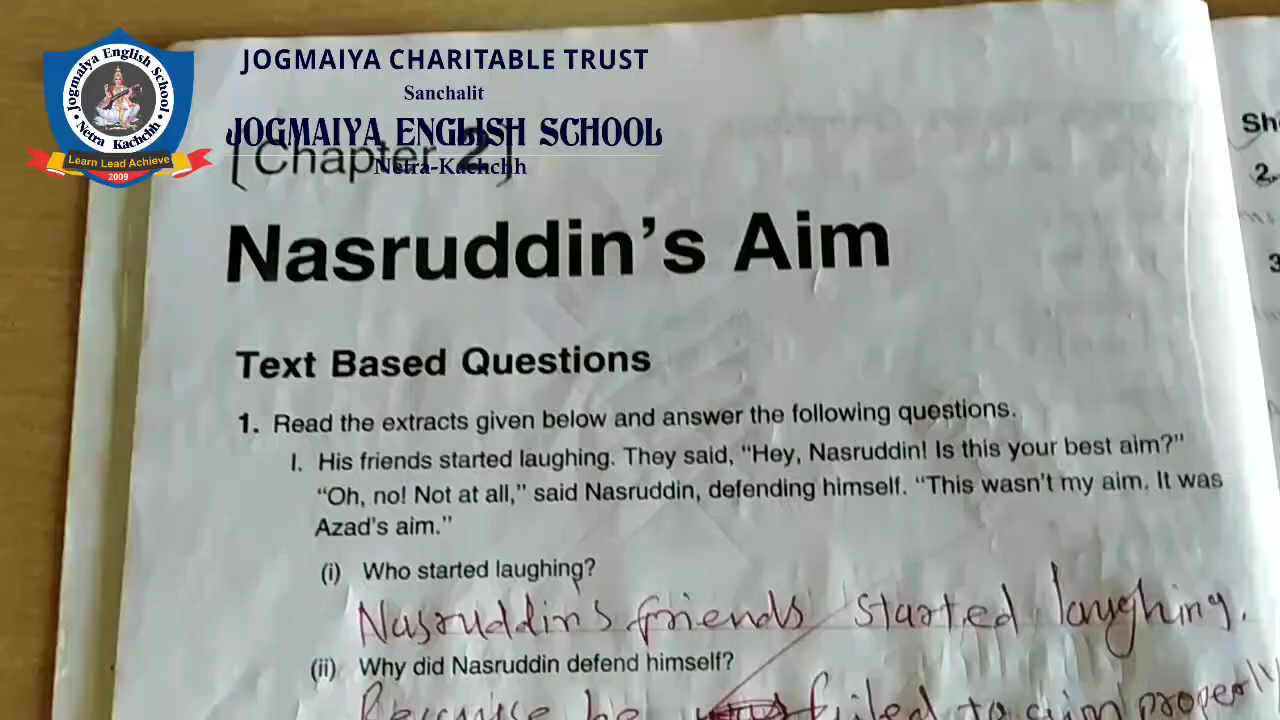 Jogmaiya English School
Netra Kachchh
Learn Lead Achieve
2009
JOGMAIYA CHARITABLE TRUST
Sanchalit
JOGMAIYA ENGLISH SCHOOL
Netra-Kachchh
[Chapter 2]
Nasruddin's Aim
Text Based Questions
1. Read the extracts given below and answer the following questions.
I. His friends started laughing. They said, “Hey, Nasruddin! Is this your best aim?”
“Oh, no! Not at all,” said Nasruddin, defending himself. “This wasn't my aim. It was
Azad's aim.”
(i) Who started laughing?
Nasruddin's friends started laughing.
(ii) Why did Nasruddin defend himself?
Because he failed to aim properly
2.
3